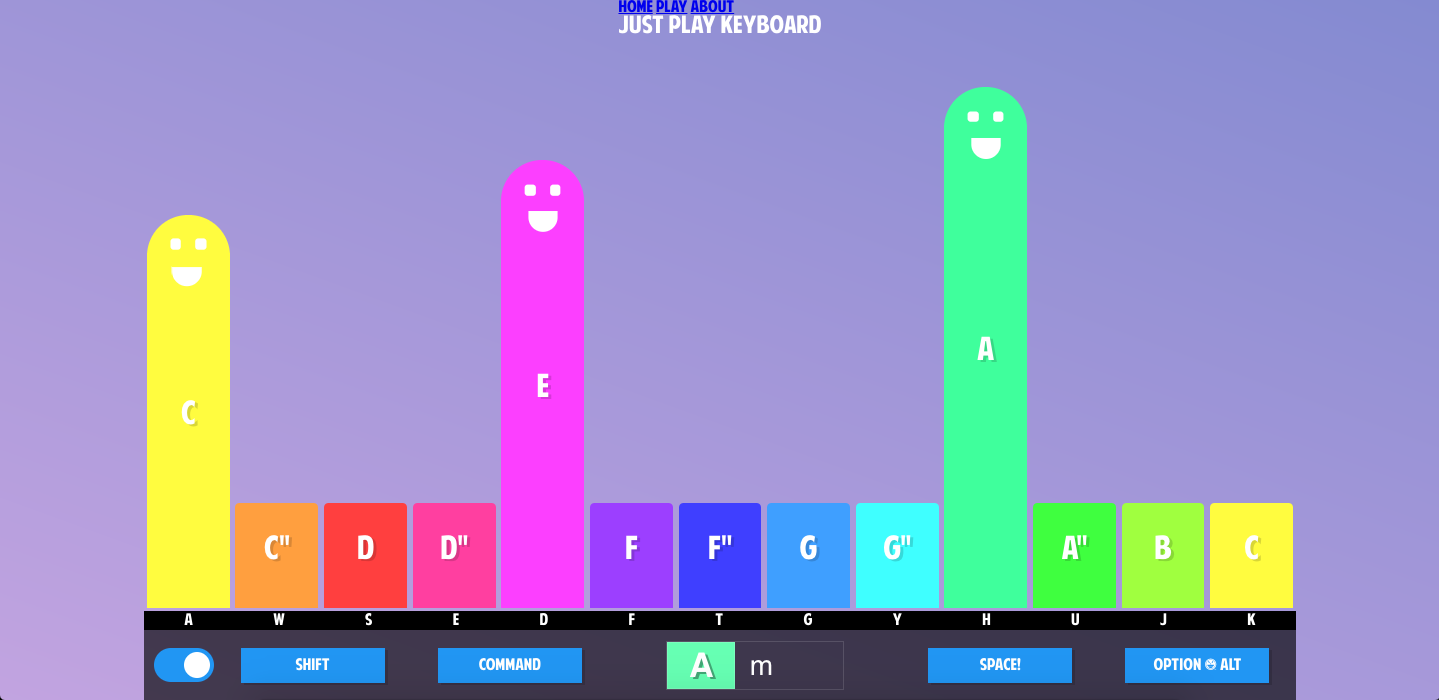 HOME PLAY ABOUT
JUST PLAY KEYBOARD
C
C"
D
D"
E
F
F"
G
G"
A
A"
B
C
A W S E D F T G Y H U J K
SHIFT
COMMAND
A m
SPACE!
OPTION ☺ ALT